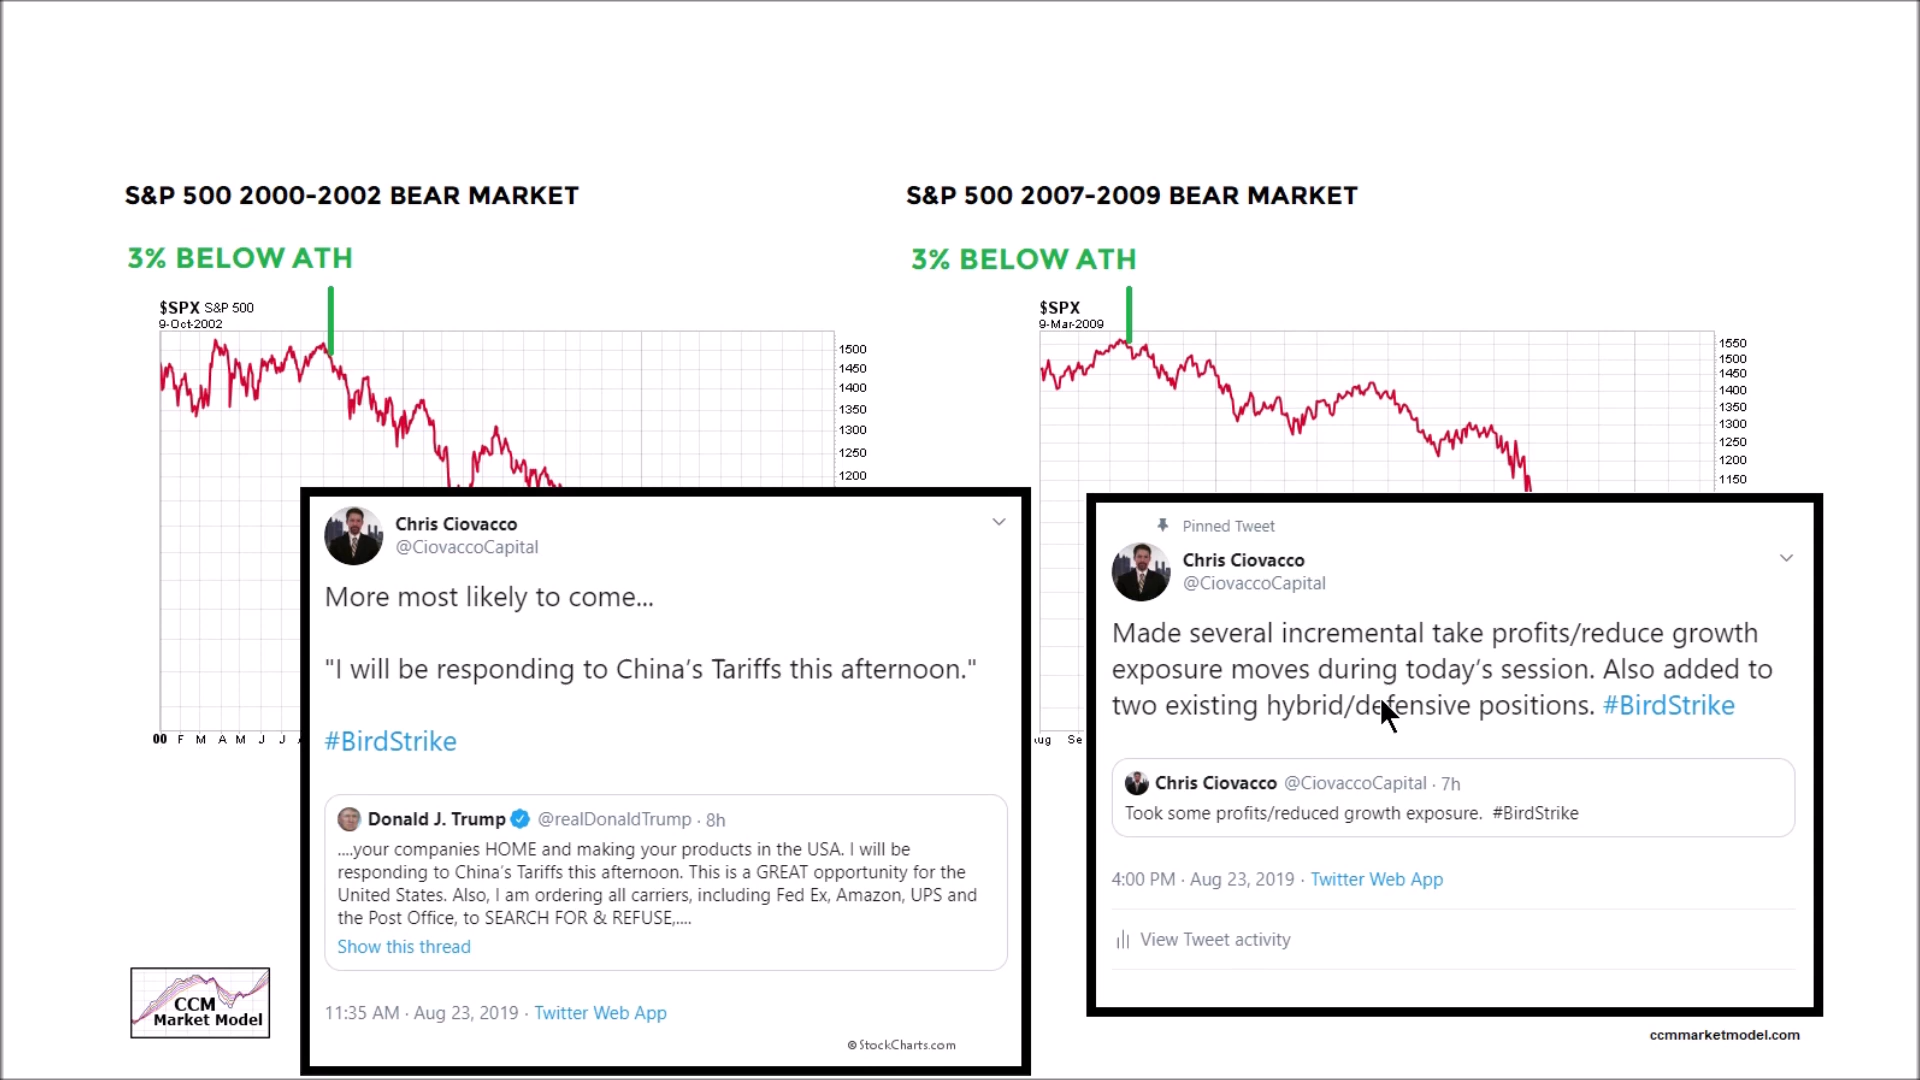 S&P 500 2000-2002 BEAR MARKET
3% BELOW ATH
$SPX S&P 500
9-Oct-2002
1500
1450
1400
1350
1300
1250
1200
00 F M A M J J
S&P 500 2007-2009 BEAR MARKET
3% BELOW ATH
$SPX
9-Mar-2009
1550
1500
1450
1400
1350
1300
1250
1200
1150
ug Se
Chris Ciovacco
@CiovaccoCapital
More most likely to come...
"I will be responding to China's Tariffs this afternoon."
#BirdStrike
Donald J. Trump @realDonaldTrump · 8h
....your companies HOME and making your products in the USA. I will be
responding to China's Tariffs this afternoon. This is a GREAT opportunity for the
United States. Also, I am ordering all carriers, including Fed Ex, Amazon, UPS and
the Post Office, to SEARCH FOR & REFUSE,....
Show this thread
11:35 AM · Aug 23, 2019 · Twitter Web App
© StockCharts.com
Pinned Tweet
Chris Ciovacco
@CiovaccoCapital
Made several incremental take profits/reduce growth
exposure moves during today's session. Also added to
two existing hybrid/defensive positions. #BirdStrike
Chris Ciovacco @CiovaccoCapital · 7h
Took some profits/reduced growth exposure. #BirdStrike
4:00 PM · Aug 23, 2019 · Twitter Web App
View Tweet activity
CCM
Market Model
ccmmarketmodel.com